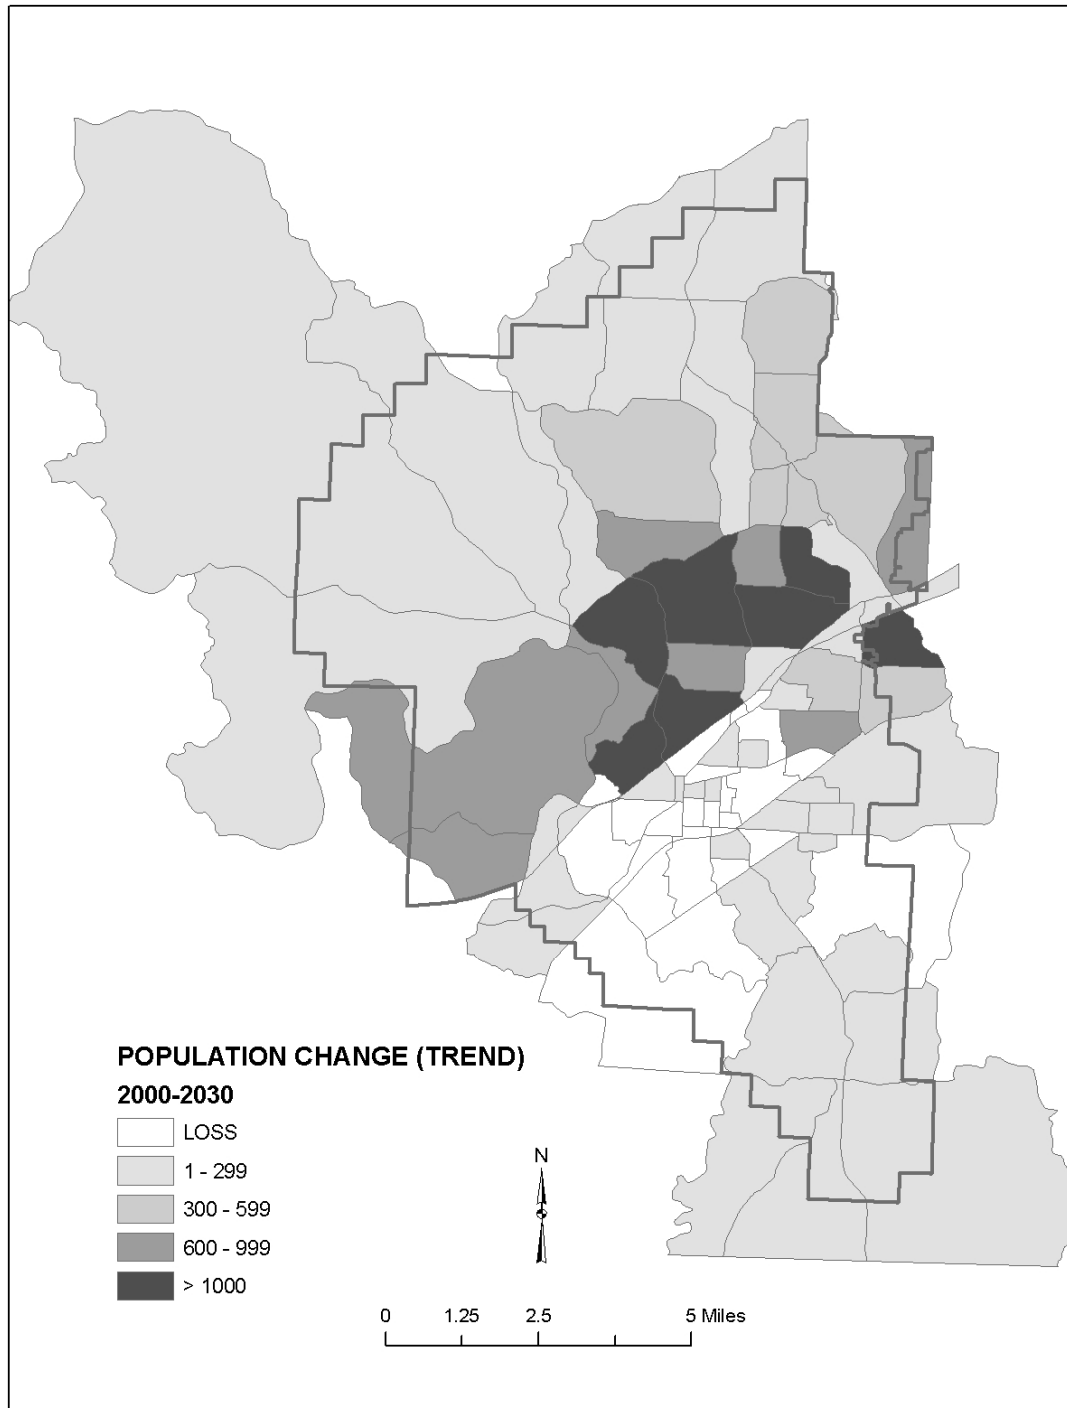 POPULATION CHANGE (TREND)
2000-2030
LOSS
1 - 299
300 - 599
600 - 999
> 1000
N
0 1.25 2.5 5 Miles